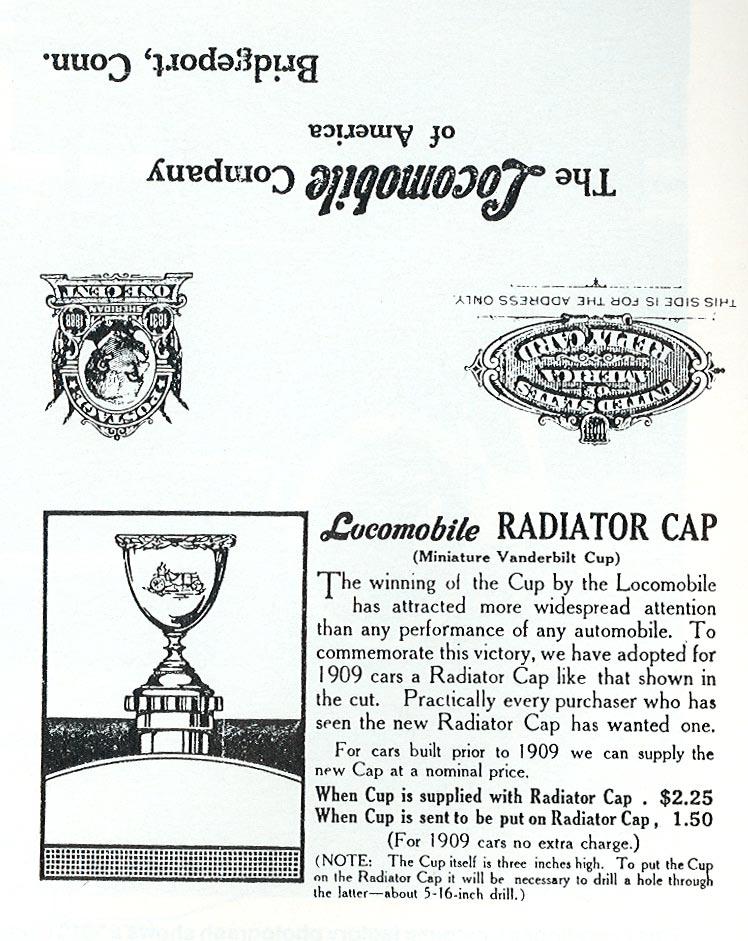 UNITED STATES
OF
AMERICA
REPLY CARD
THIS SIDE IS FOR THE ADDRESS ONLY.
POSTAGE
1831 SHERIDAN 1888
ONE CENT
The Locomobile Company
of America
Bridgeport, Conn.
Locomobile RADIATOR CAP
(Miniature Vanderbilt Cup)
The winning of the Cup by the Locomobile
has attracted more widespread attention
than any performance of any automobile. To
commemorate this victory, we have adopted for
1909 cars a Radiator Cap like that shown in
the cut. Practically every purchaser who has
seen the new Radiator Cap has wanted one.
For cars built prior to 1909 we can supply the
new Cap at a nominal price.
When Cup is supplied with Radiator Cap . $2.25
When Cup is sent to be put on Radiator Cap, 1.50
(For 1909 cars no extra charge.)
(NOTE: The Cup itself is three inches high. To put the Cup
on the Radiator Cap it will be necessary to drill a hole through
the latter—about 5-16-inch drill.)